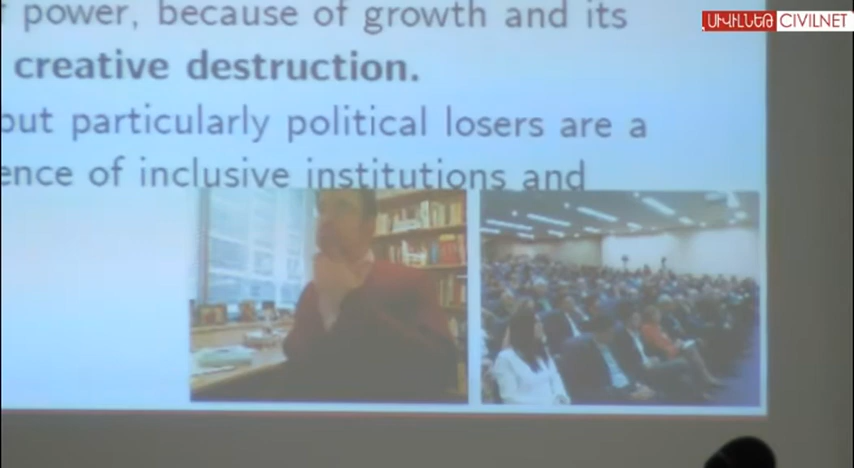 ՍԻՎԻԼՆԵԹ CIVILNET
power, because of growth and its
creative destruction.
but particularly political losers are a
ence of inclusive institutions and